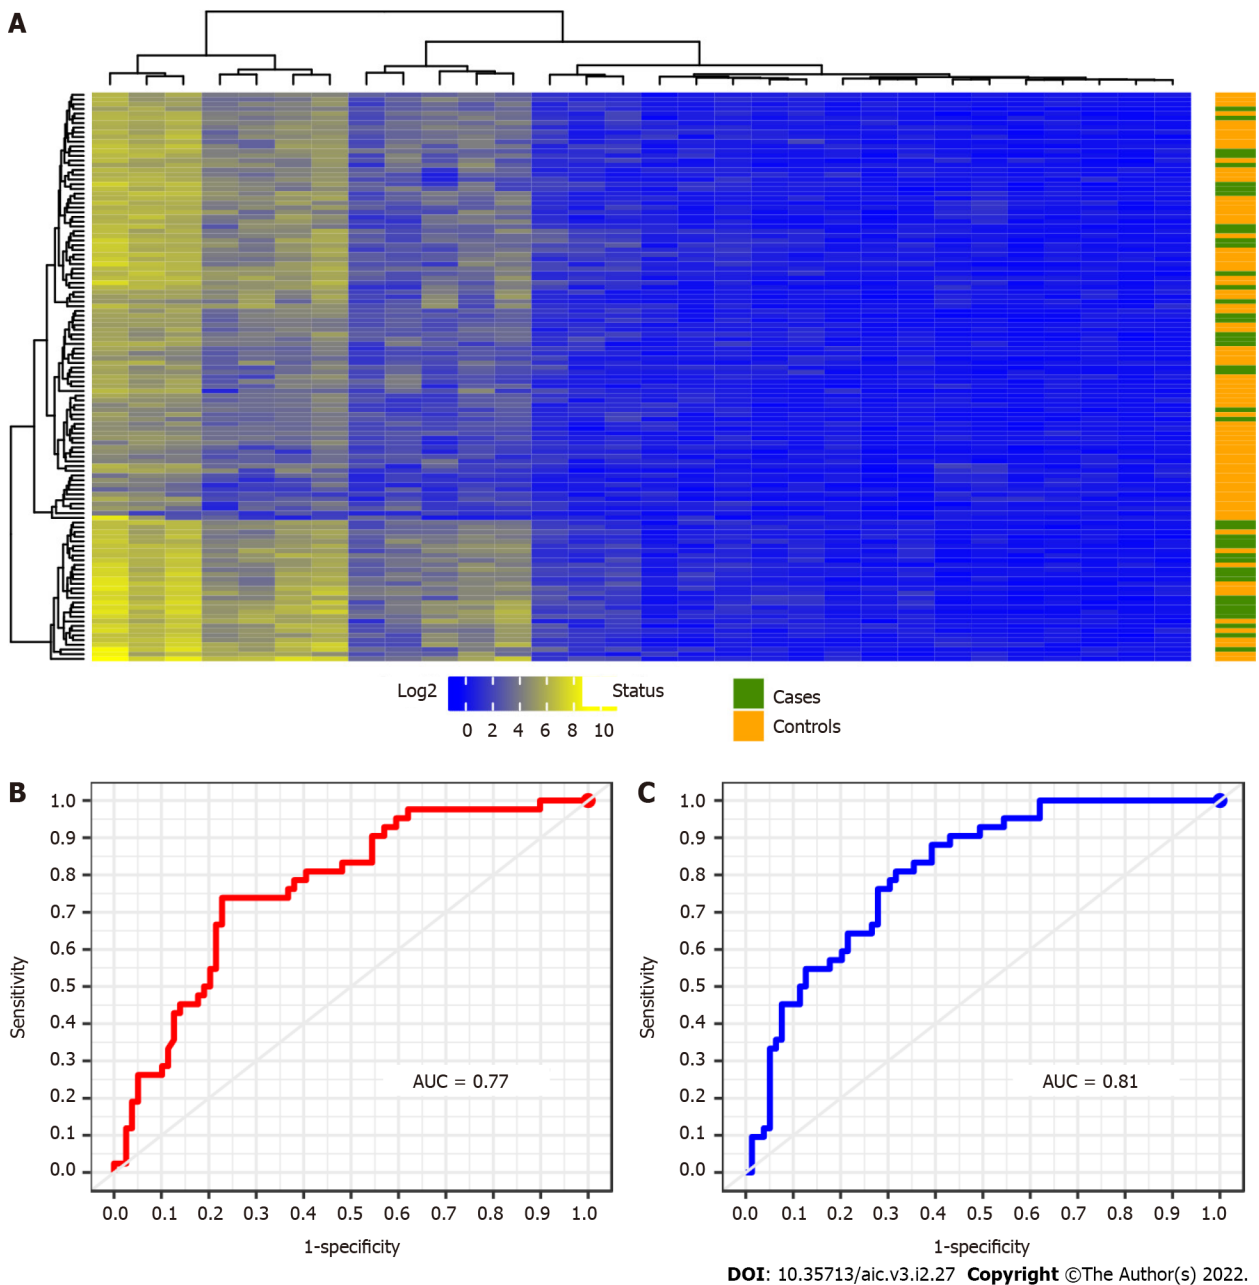 A
Log2
0 2 4 6 8 10
Status
Cases
Controls
B
1.0
0.9
0.8
0.7
0.6
0.5
0.4
0.3
0.2
0.1
0.0
Sensitivity
AUC = 0.77
0.0 0.1 0.2 0.3 0.4 0.5 0.6 0.7 0.8 0.9 1.0
1-specificity
C
1.0
0.9
0.8
0.7
0.6
0.5
0.4
0.3
0.2
0.1
0.0
Sensitivity
AUC = 0.81
0.0 0.1 0.2 0.3 0.4 0.5 0.6 0.7 0.8 0.9 1.0
1-specificity
DOI: 10.35713/aic.v3.i2.27 Copyright ©The Author(s) 2022.